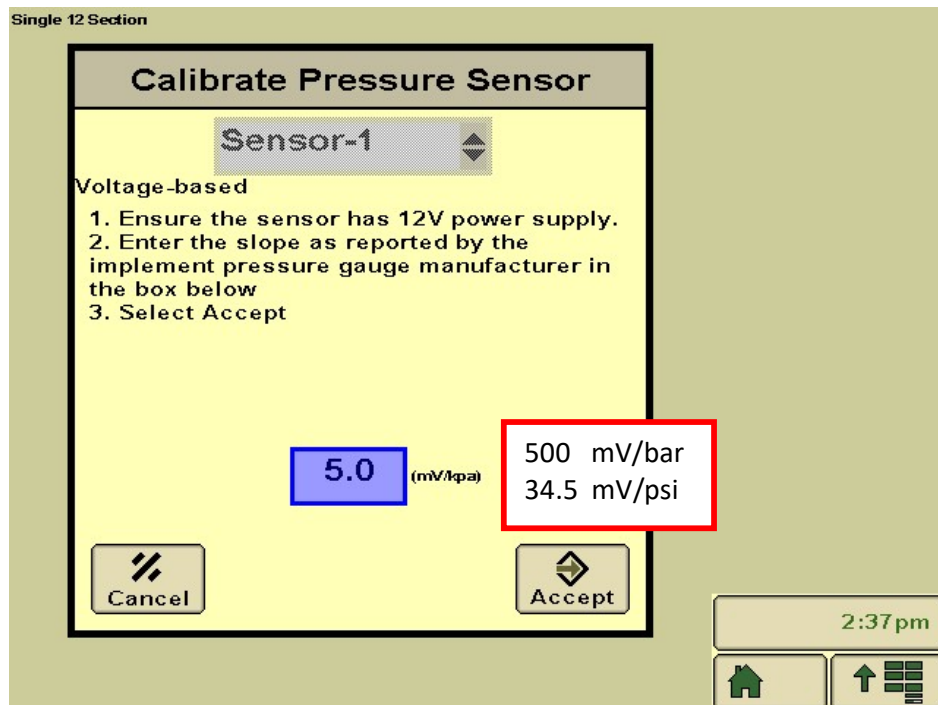 Single 12 Section
Calibrate Pressure Sensor
Sensor-1
Voltage-based
1. Ensure the sensor has 12V power supply.
2. Enter the slope as reported by the
implement pressure gauge manufacturer in
the box below
3. Select Accept
5.0 (mV/kpa)
500 mV/bar
34.5 mV/psi
Cancel
Accept
2:37pm